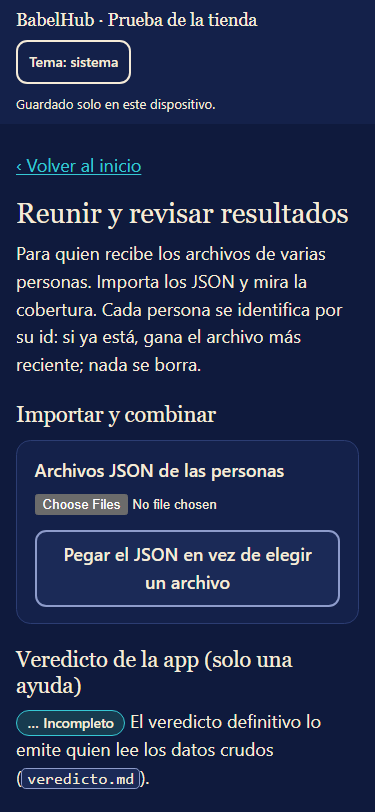 BabelHub · Prueba de la tienda
Tema: sistema
Guardado solo en este dispositivo.
‹ Volver al inicio
Reunir y revisar resultados
Para quien recibe los archivos de varias
personas. Importa los JSON y mira la
cobertura. Cada persona se identifica por
su id: si ya está, gana el archivo más
reciente; nada se borra.
Importar y combinar
Archivos JSON de las personas
Choose Files No file chosen
Pegar el JSON en vez de elegir
un archivo
Veredicto de la app (solo una
ayuda)
… Incompleto El veredicto definitivo lo
emite quien lee los datos crudos
(veredicto.md).